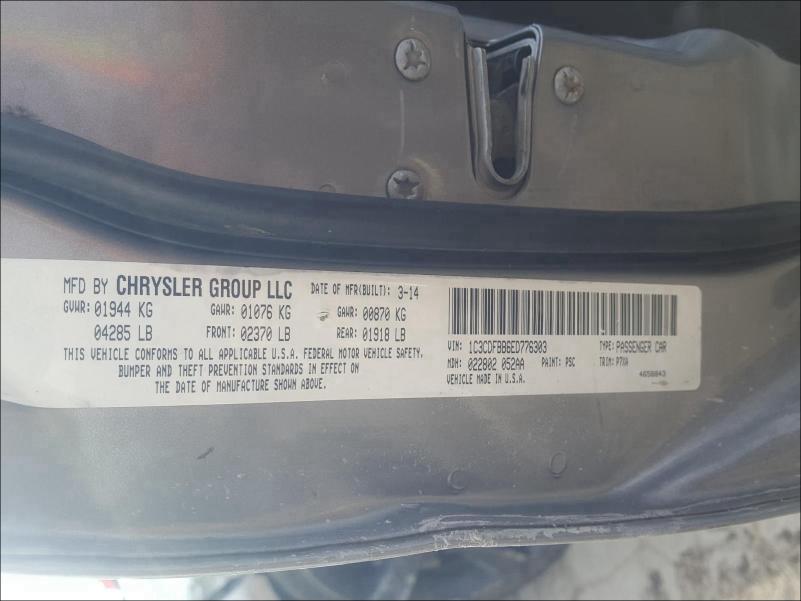 MFD BY CHRYSLER GROUP LLC DATE OF MFR(BUILT): 3-14
GVWR: 01944 KG GAWR: 01076 KG GAWR: 00870 KG
04285 LB FRONT: 02370 LB REAR: 01918 LB
THIS VEHICLE CONFORMS TO ALL APPLICABLE U.S.A. FEDERAL MOTOR VEHICLE SAFETY,
BUMPER AND THEFT PREVENTION STANDARDS IN EFFECT ON
THE DATE OF MANUFACTURE SHOWN ABOVE.
VIN: 1C3CDFBB6ED776303 TYPE: PASSENGER CAR
MDH: 022802 052AA PAINT: PSC TRIM: P7XA
VEHICLE MADE IN U.S.A. 4658843